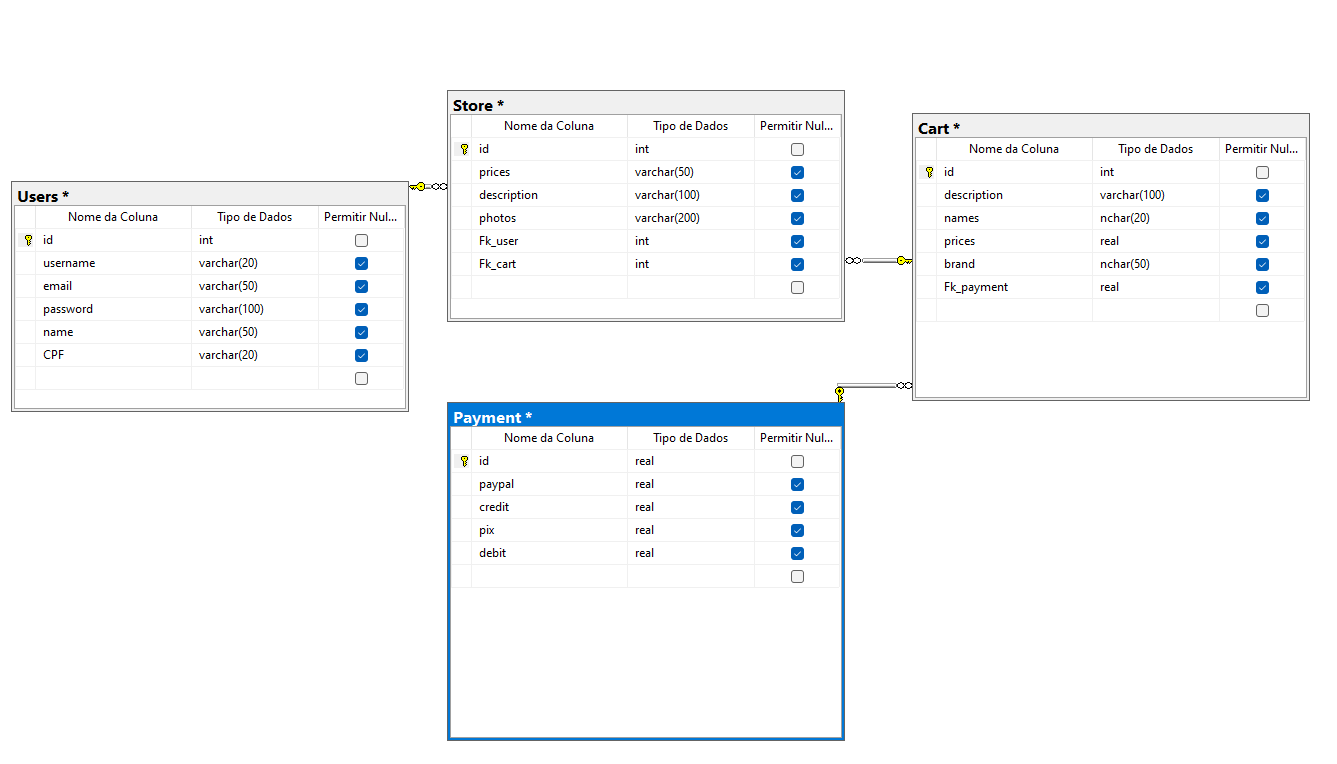 Store *
Nome da Coluna Tipo de Dados Permitir Nul...
id int
prices varchar(50)
description varchar(100)
photos varchar(200)
Fk_user int
Fk_cart int
Cart *
Nome da Coluna Tipo de Dados Permitir Nul...
id int
description varchar(100)
names nchar(20)
prices real
brand nchar(50)
Fk_payment real
Users *
Nome da Coluna Tipo de Dados Permitir Nul...
id int
username varchar(20)
email varchar(50)
password varchar(100)
name varchar(50)
CPF varchar(20)
Payment *
Nome da Coluna Tipo de Dados Permitir Nul...
id real
paypal real
credit real
pix real
debit real